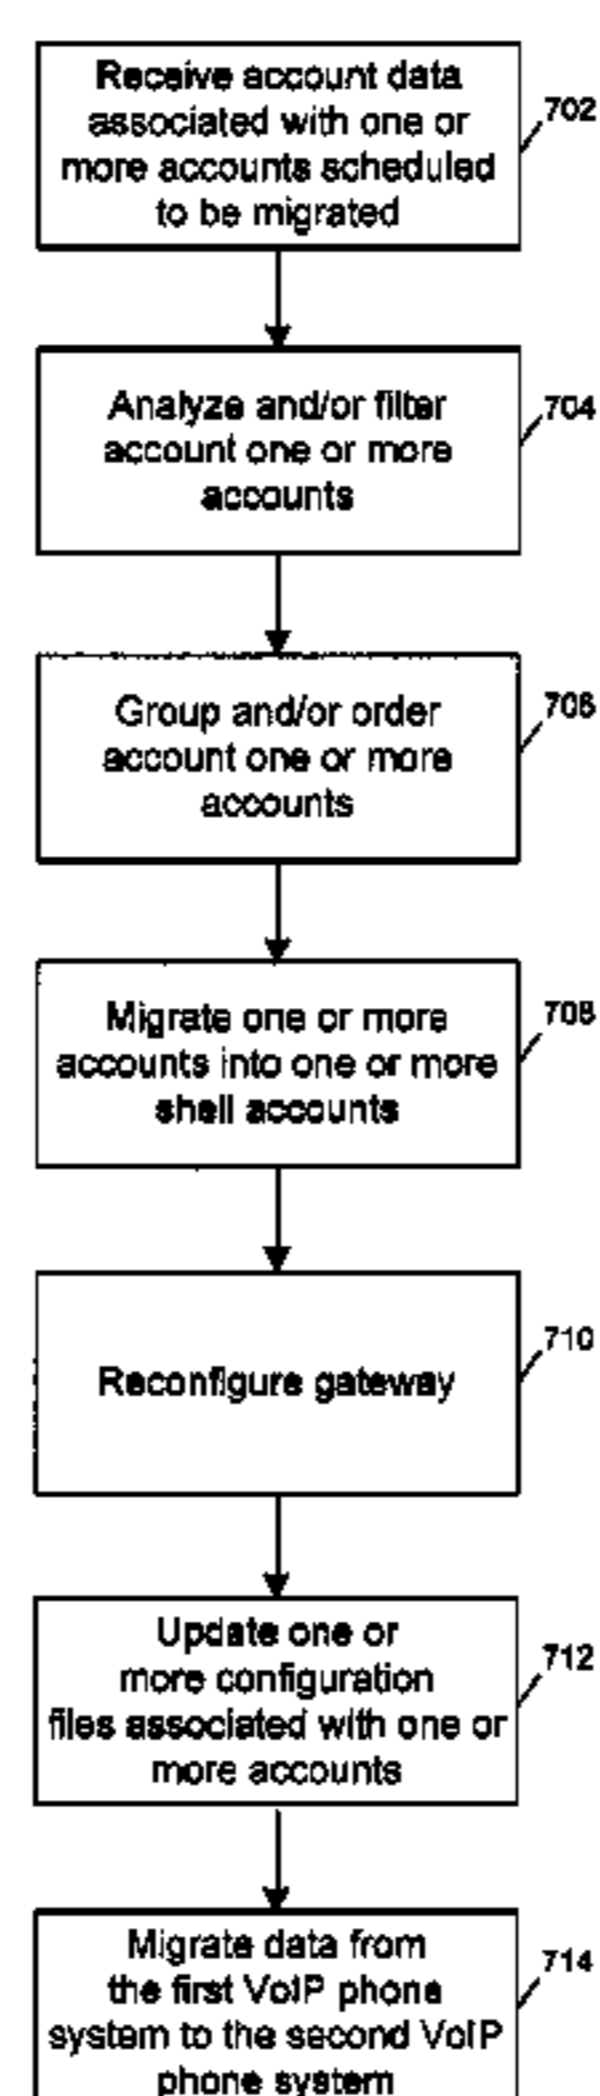 Receive account data
associated with one or
more accounts scheduled
to be migrated
702
Analyze and/or filter
account one or more
accounts
704
Group and/or order
account one or more
accounts
706
Migrate one or more
accounts into one or more
shell accounts
708
Reconfigure gateway
710
Update one or
more configuration
files associated with one or
more accounts
712
Migrate data from
the first VoIP phone
system to the second VoIP
phone system
714